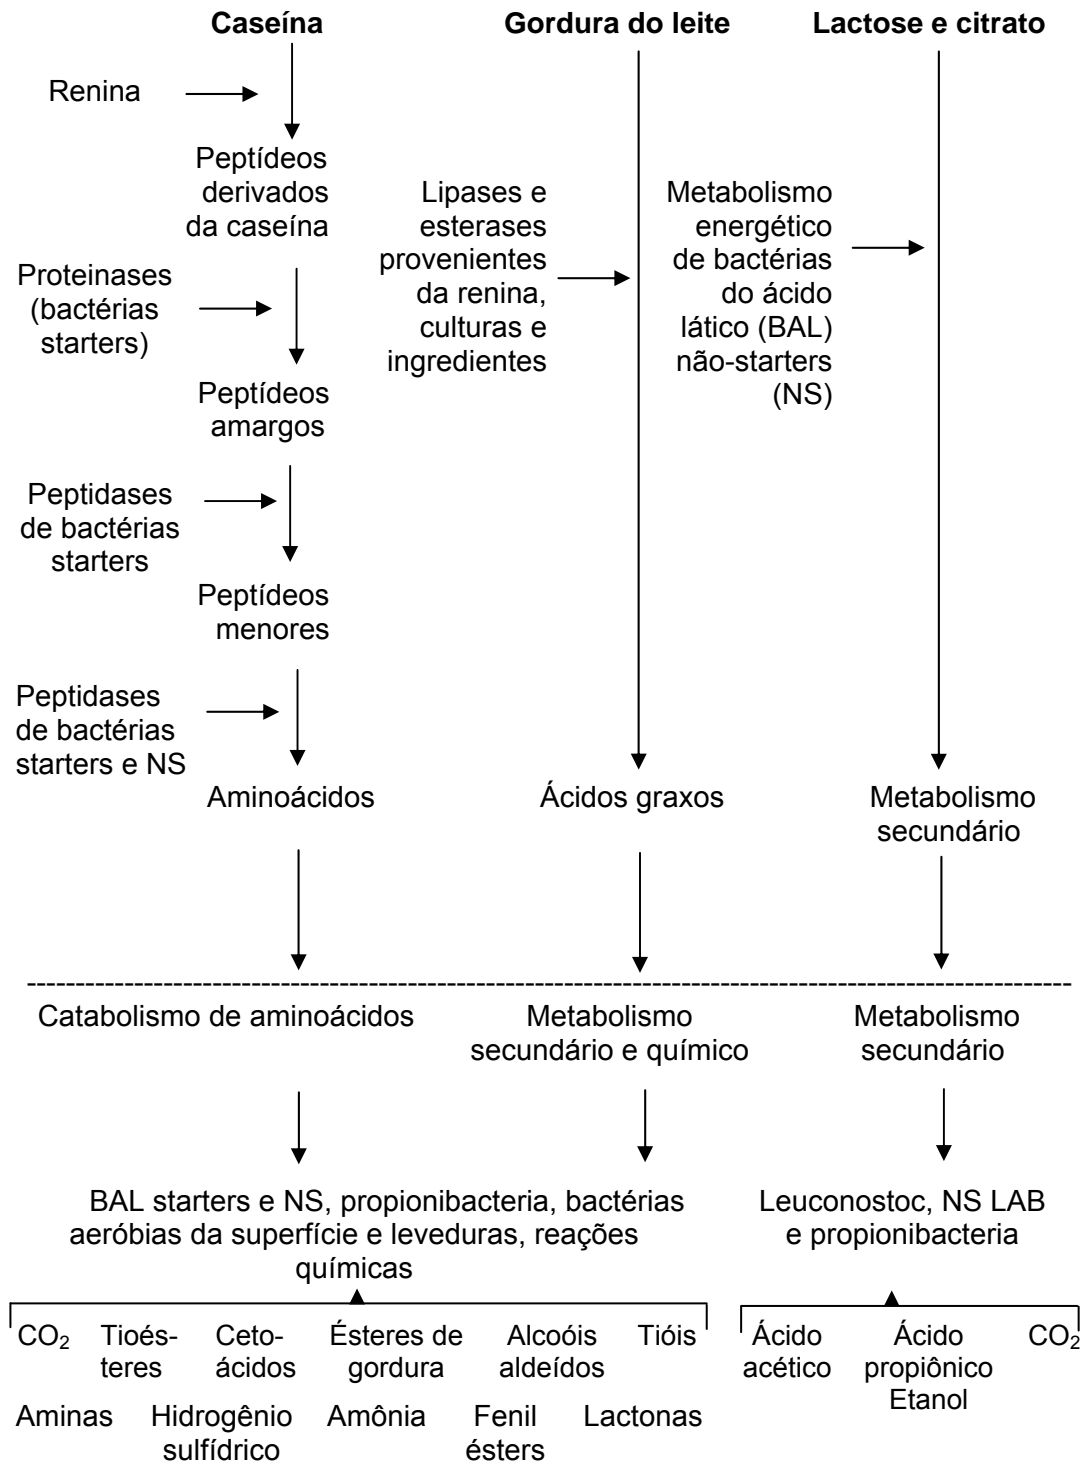 Caseína
Gordura do leite
Lactose e citrato
Renina
Peptídeos
derivados
da caseína
Lipases e
esterases
provenientes
da renina,
culturas e
ingredientes
Metabolismo
energético
de bactérias
do ácido
lático (BAL)
não-starters
(NS)
Proteinases
(bactérias
starters)
Peptídeos
amargos
Peptidases
de bactérias
starters
Peptídeos
menores
Peptidases
de bactérias
starters e NS
Aminoácidos
Ácidos graxos
Metabolismo
secundário
Catabolismo de aminoácidos
Metabolismo
secundário e químico
Metabolismo
secundário
BAL starters e NS, propionibacteria, bactérias
aeróbias da superfície e leveduras, reações
químicas
Leuconostoc, NS LAB
e propionibacteria
CO₂
Tioés-
teres
Ceto-
ácidos
Ésteres de
gordura
Alcoóis
aldeídos
Tióis
Ácido
acético
Ácido
propiônico
Etanol
CO₂
Aminas
Hidrogênio
sulfídrico
Amônia
Fenil
ésters
Lactonas